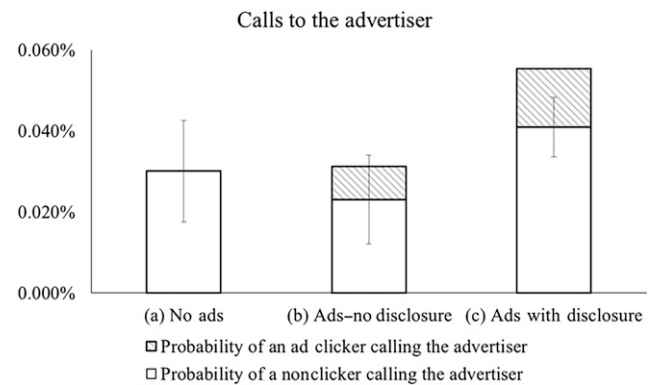 Calls to the advertiser
0.060%
0.040%
0.020%
0.000%
(a) No ads (b) Ads–no disclosure (c) Ads with disclosure
Probability of an ad clicker calling the advertiser
Probability of a nonclicker calling the advertiser